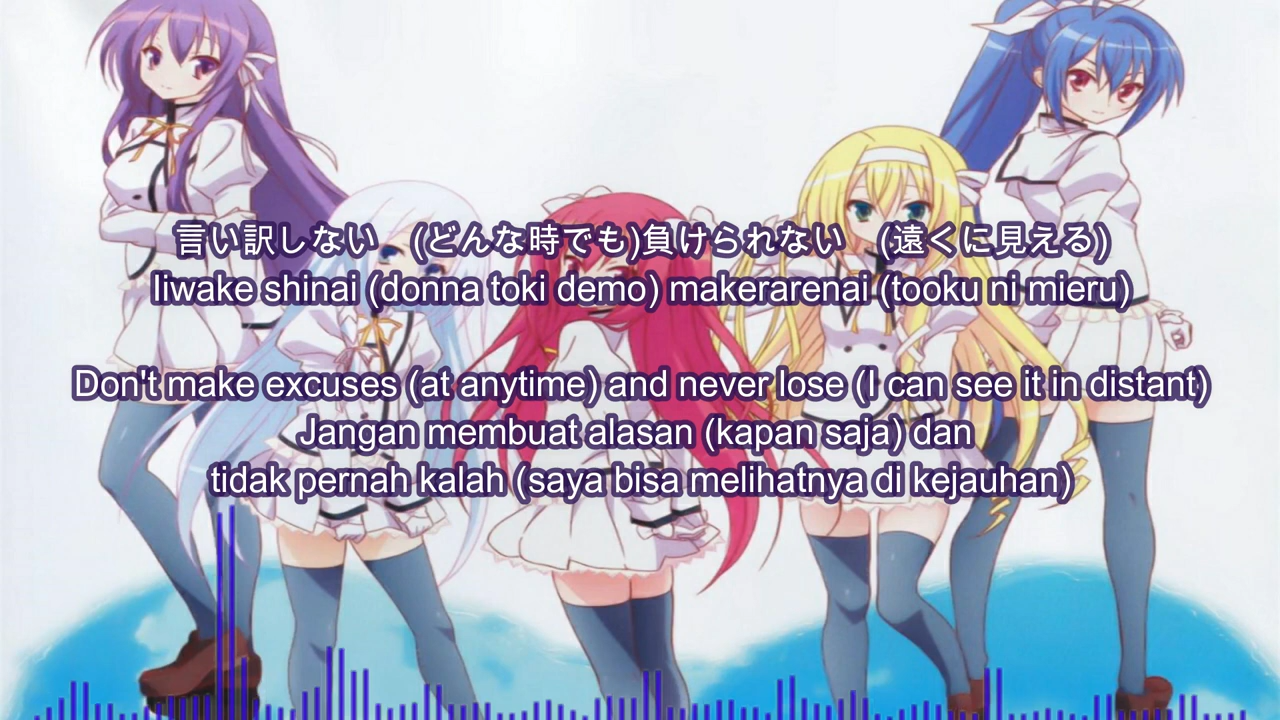 言い訳しない　(どんな時でも)負けられない　(遠くに見える)
Iiwake shinai (donna toki demo) makerarenai (tooku ni mieru)
Don't make excuses (at anytime) and never lose (I can see it in distant)
Jangan membuat alasan (kapan saja) dan
tidak pernah kalah (saya bisa melihatnya di kejauhan)